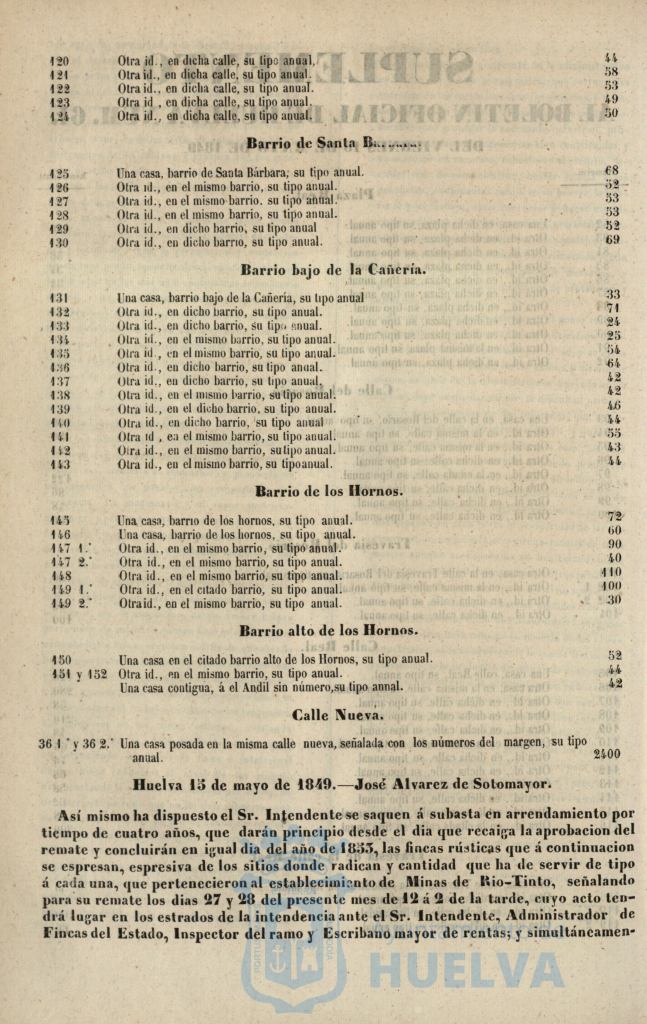 120 Otra id., en dicha calle, su tipo anual. 44
121 Otra id., en dicha calle, su tipo anual. 58
122 Otra id., en dicha calle, su tipo anual. 53
123 Otra id , en dicha calle, su tipo anual. 49
124 Otra id., en dicha calle, su tipo anual. 50
Barrio de Santa
125 Una casa, barrio de Santa Bárbara, su tipo anual. 68
126 Otra id., en el mismo barrio, su tipo anual. 52
127 Otra id., en el mismo barrio. su tipo anual. 53
128 Otra id., en el mismo barrio, su tipo anual. 53
129 Otra id., en dicho barrio, su tipo anual 52
130 Otra id., en dicho barrio, su tipo anual. 69
Barrio bajo de la Cañería.
131 Una casa, barrio bajo de la Cañería, su tipo anual 33
132 Otra id., en dicho barrio, su tipo anual. 71
133 Otra id., en dicho barrio, su tipo anual. 24
134 Otra id., en el mismo barrio, su tipo anual. 25
135 Otra id., en el mismo barrio, su tipo anual. 54
136 Otra id., en dicho barrio, su tipo anual. 64
137 Otra id., en dicho barrio, su tipo anual. 42
138 Otra id., en el mismo barrio, su tipo anual. 42
139 Otra id., en el dicho barrio, su tipo anual. 46
140 Otra id., en dicho barrio, su tipo anual 44
141 Otra id , en el mismo barrio, su tipo anual. 55
142 Otra id., en el mismo barrio, su tipo anual. 43
143 Otra id., en el mismo barrio, su tipo anual. 44
Barrio de los Hornos.
145 Una casa, barrio de los hornos, su tipo anual. 72
146 Una casa, barrio de los hornos, su tipo anual. 60
147 1.º Otra id., en el mismo barrio, su tipo anual. 90
147 2.º Otra id., en el mismo barrio, su tipo anual. 40
148 Otra id., en el mismo barrio, su tipo anual. 110
149 1.º Otra id., en el citado barrio, su tipo anual. 100
149 2.º Otra id., en el mismo barrio, su tipo anual. 30
Barrio alto de los Hornos.
150 Una casa en el citado barrio alto de los Hornos, su tipo anual. 52
151 y 152 Otra id., en el mismo barrio, su tipo anual. 44
Una casa contigua, á el Andil sin número, su tipo annal. 42
Calle Nueva.
36 1º y 36 2.º Una casa posada en la misma calle nueva, señalada con los números del margen, su tipo
anual. 2400
Huelva 15 de mayo de 1849.—José Alvarez de Sotomayor.
Así mismo ha dispuesto el Sr. Intendente se saquen á subasta en arrendamiento por
tiempo de cuatro años, que darán principio desde el dia que recaiga la aprobacion del
remate y concluirán en igual dia del año de 1853, las fincas rústicas que á continuacion
se espresan, espresiva de los sitios donde radican y cantidad que ha de servir de tipo
á cada una, que pertenecieron al establecimiento de Minas de Rio-Tinto, señalando
para su remate los dias 27 y 28 del presente mes de 12 á 2 de la tarde, cuyo acto ten-
drá lugar en los estrados de la intendencia ante el Sr. Intendente, Administrador de
Fincas del Estado, Inspector del ramo y Escribano mayor de rentas; y simultáneamen-
HUELVA